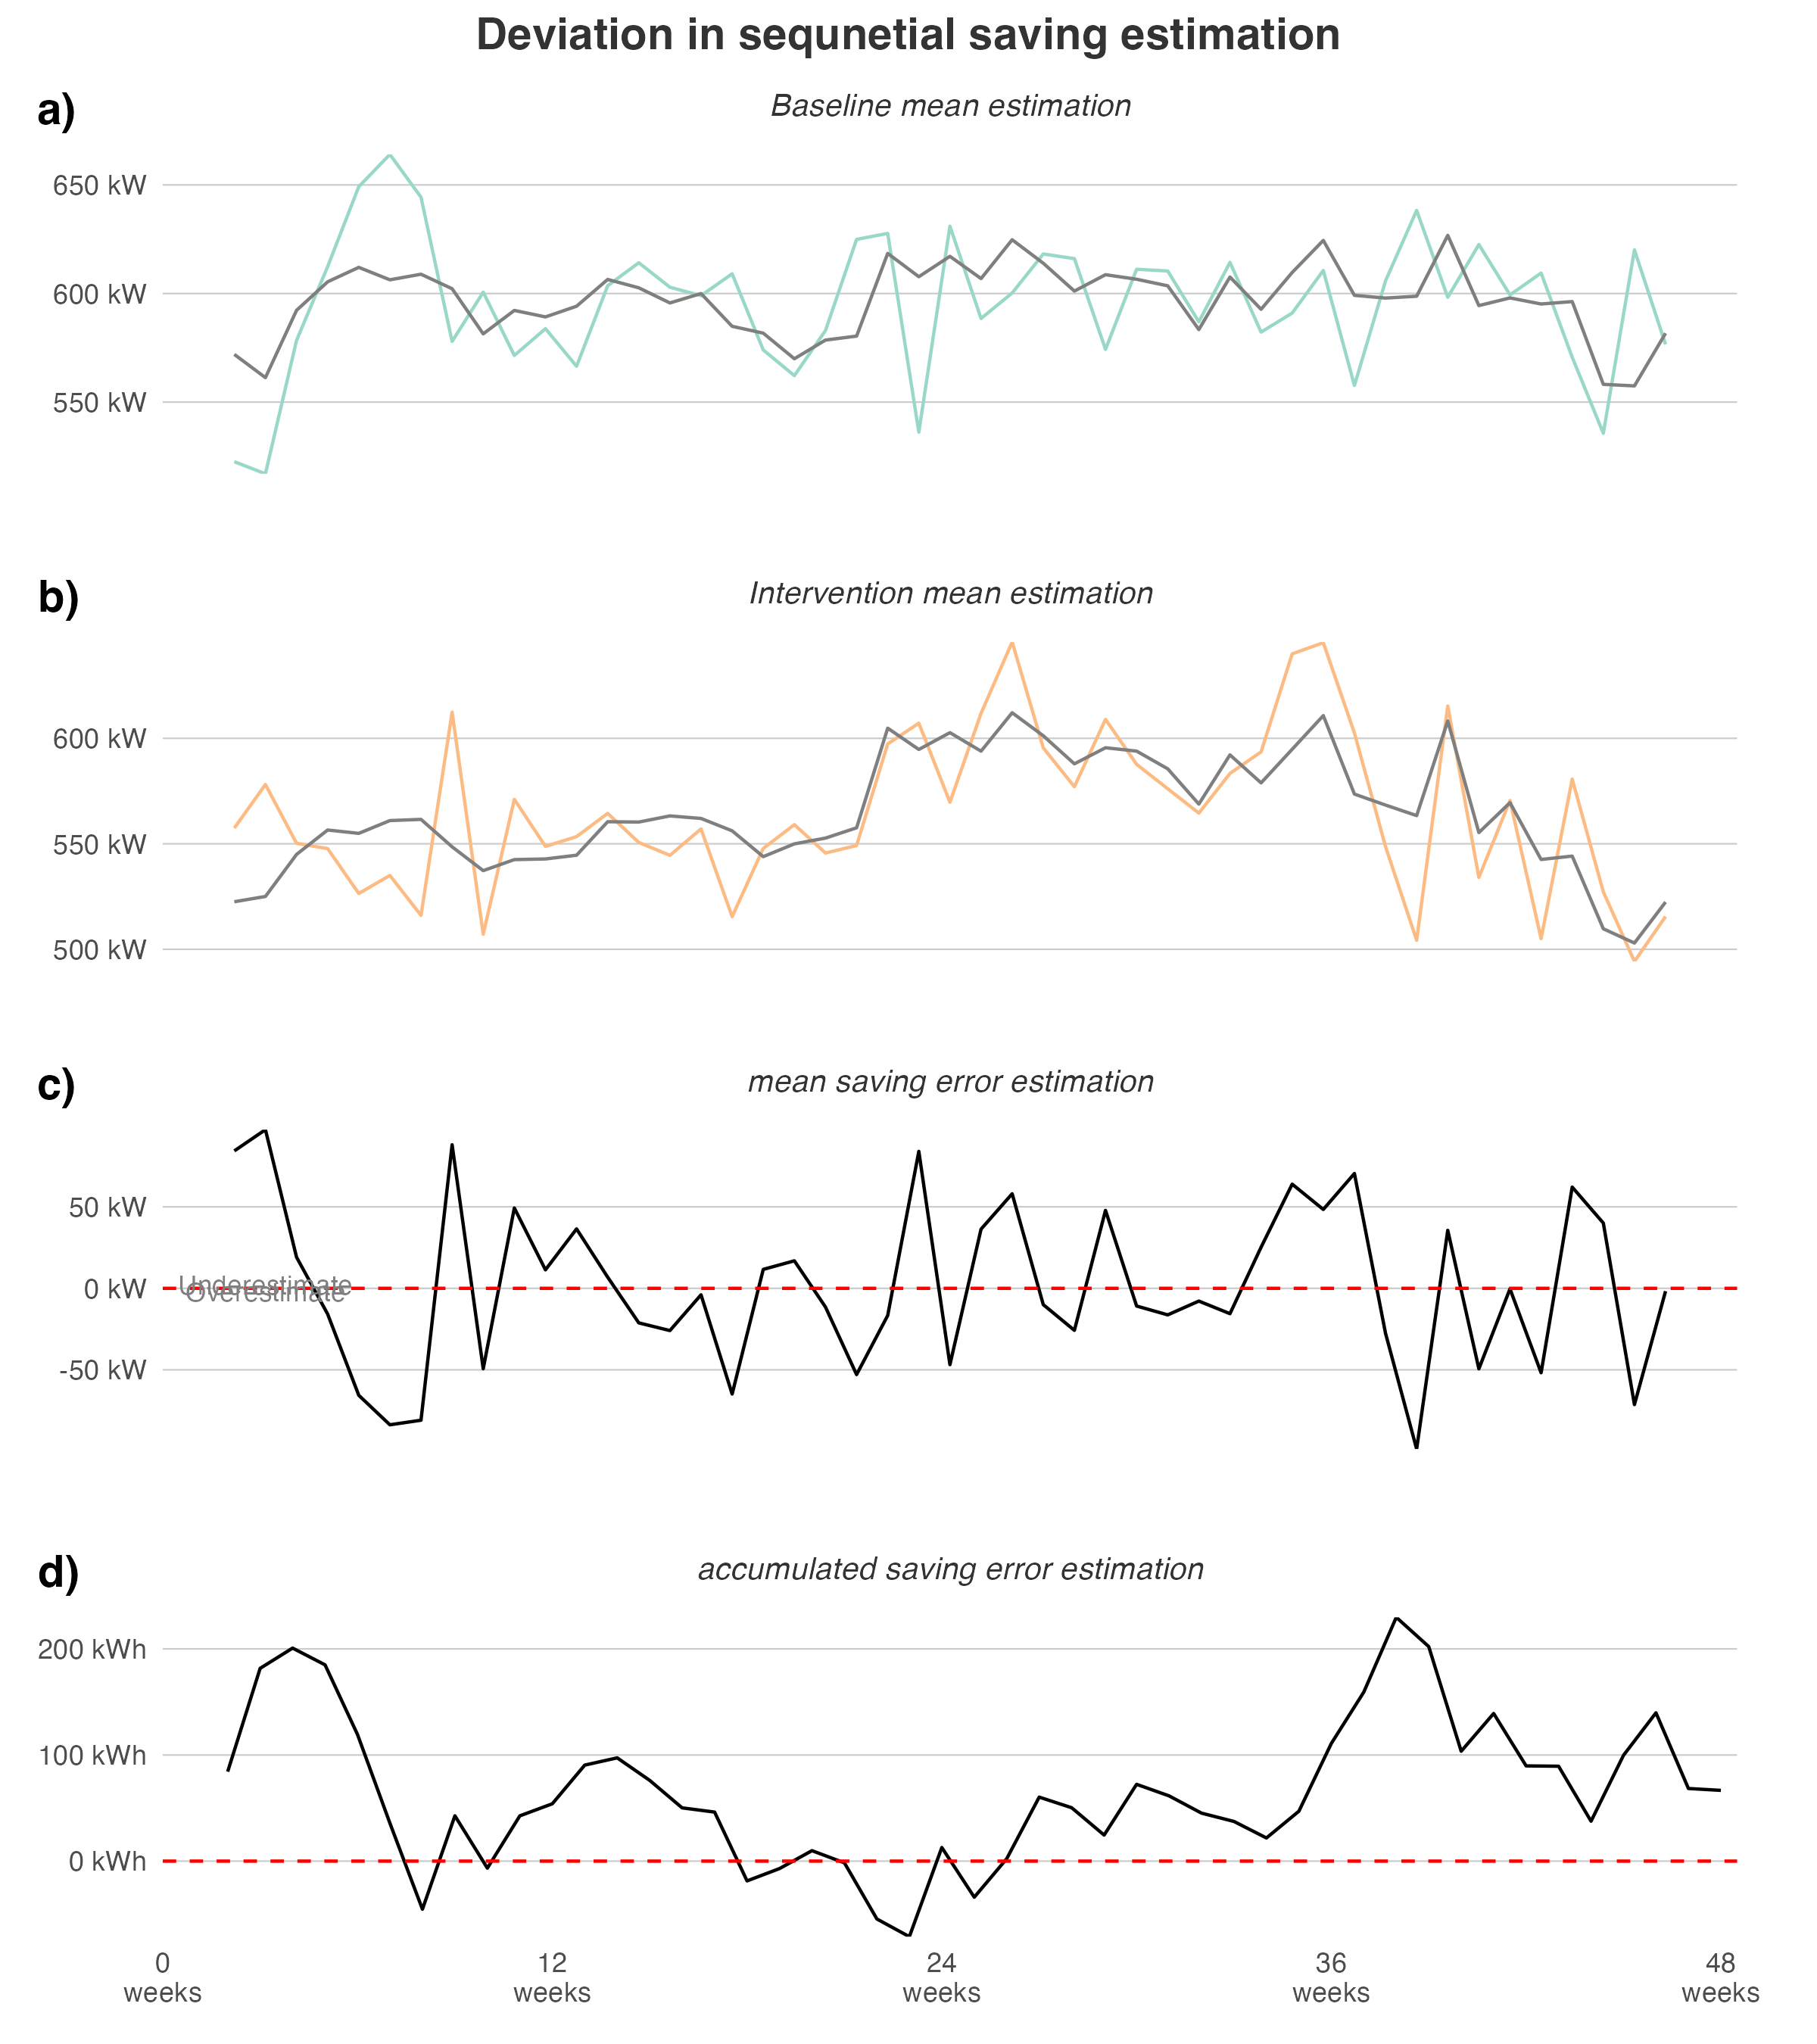 Deviation in sequnetial saving estimation
a)
Baseline mean estimation
650 kW
600 kW
550 kW
b)
Intervention mean estimation
600 kW
550 kW
500 kW
c)
mean saving error estimation
50 kW
Underestimate
0 kW
Overestimate
-50 kW
d)
accumulated saving error estimation
200 kWh
100 kWh
0 kWh
0
weeks
12
weeks
24
weeks
36
weeks
48
weeks